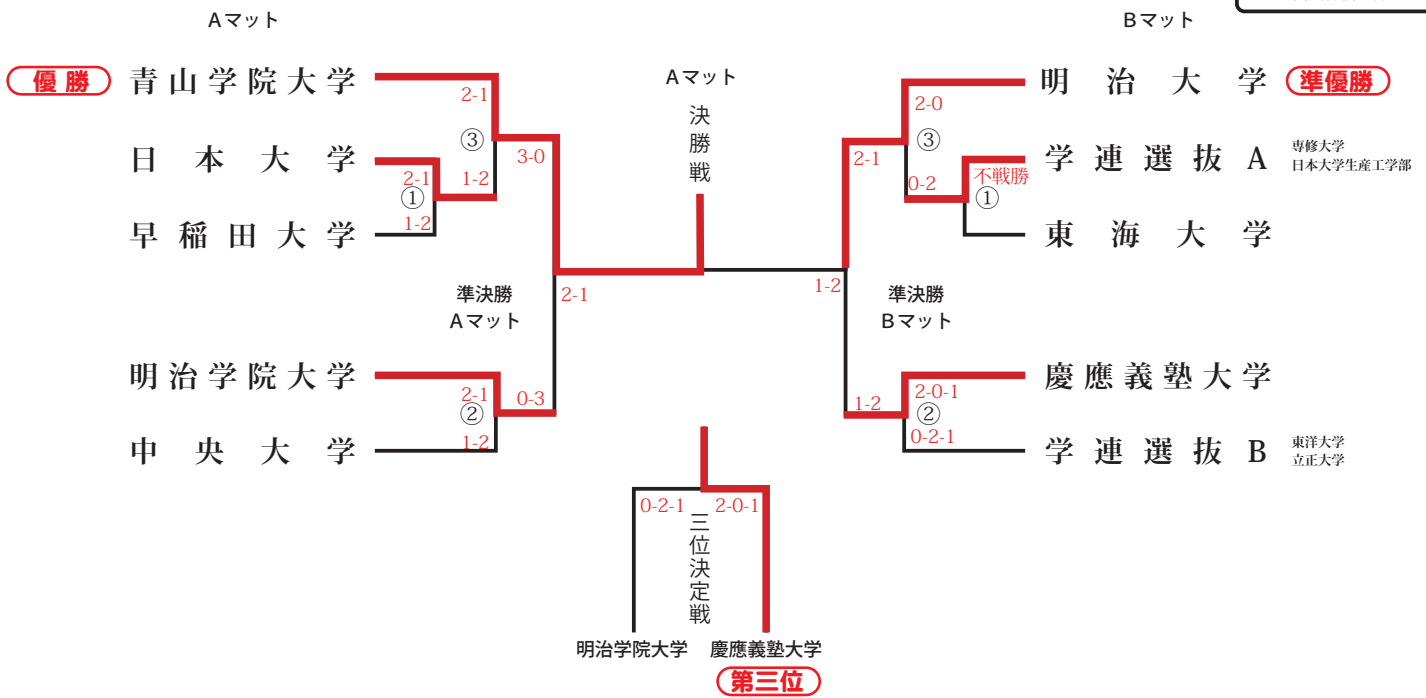 Aマット
Bマット
優勝
青山学院大学
2-1
③
3-0
日本大学
2-1
①
1-2
1-2
早稲田大学
準決勝
Aマット
2-1
明治学院大学
2-1
②
0-3
1-2
中央大学
Aマット
決勝戦
明治大学
準優勝
2-0
③
2-1
学連選抜A
専修大学
日本大学生産工学部
不戦勝
①
0-2
東海大学
準決勝
Bマット
1-2
慶應義塾大学
2-0-1
②
1-2
0-2-1
学連選抜B
東洋大学
立正大学
0-2-1
2-0-1
三位決定戦
明治学院大学
慶應義塾大学
第三位